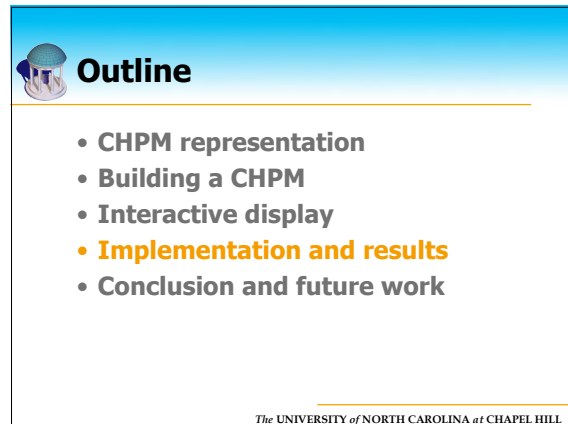 Outline
• CHPM representation
• Building a CHPM
• Interactive display
• Implementation and results
• Conclusion and future work
The UNIVERSITY of NORTH CAROLINA at CHAPEL HILL